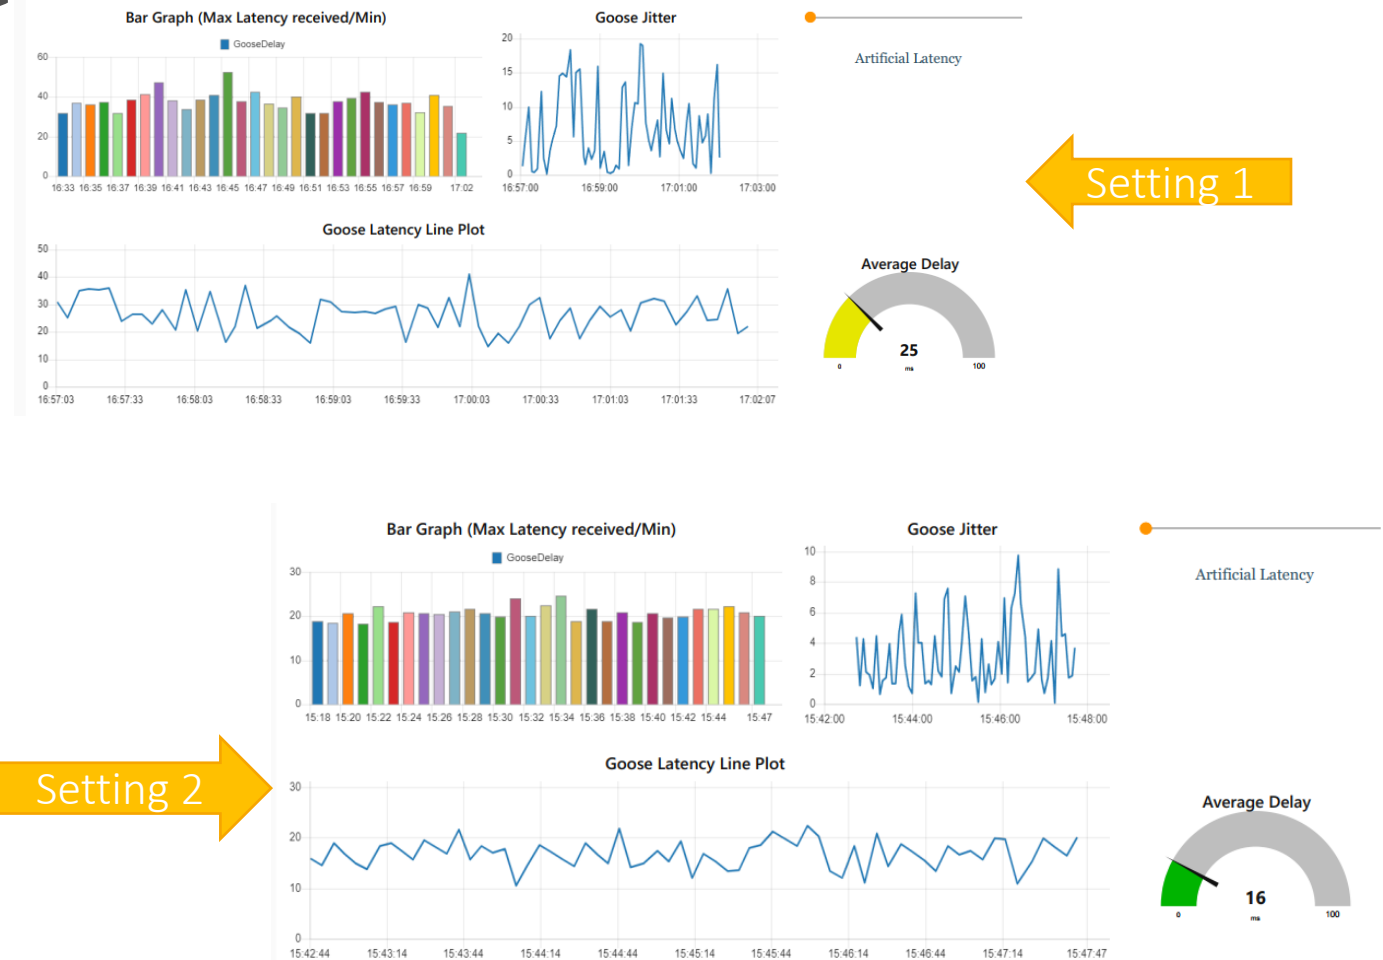 Bar Graph (Max Latency received/Min)
GooseDelay
60
40
20
0
16:33 16:35 16:37 16:39 16:41 16:43 16:45 16:47 16:49 16:51 16:53 16:55 16:57 16:59 17:02
Goose Jitter
20
15
10
5
0
16:57:00 16:59:00 17:01:00 17:03:00
Artificial Latency
Setting 1
Goose Latency Line Plot
50
40
30
20
10
0
16:57:03 16:57:33 16:58:03 16:58:33 16:59:03 16:59:33 17:00:03 17:00:33 17:01:03 17:01:33 17:02:07
Average Delay
25
ms
0 100
Bar Graph (Max Latency received/Min)
GooseDelay
30
20
10
0
15:18 15:20 15:22 15:24 15:26 15:28 15:30 15:32 15:34 15:36 15:38 15:40 15:42 15:44 15:47
Goose Jitter
10
8
6
4
2
0
15:42:00 15:44:00 15:46:00 15:48:00
Artificial Latency
Setting 2
Goose Latency Line Plot
30
20
10
0
15:42:44 15:43:14 15:43:44 15:44:14 15:44:44 15:45:14 15:45:44 15:46:14 15:46:44 15:47:14 15:47:47
Average Delay
16
ms
0 100